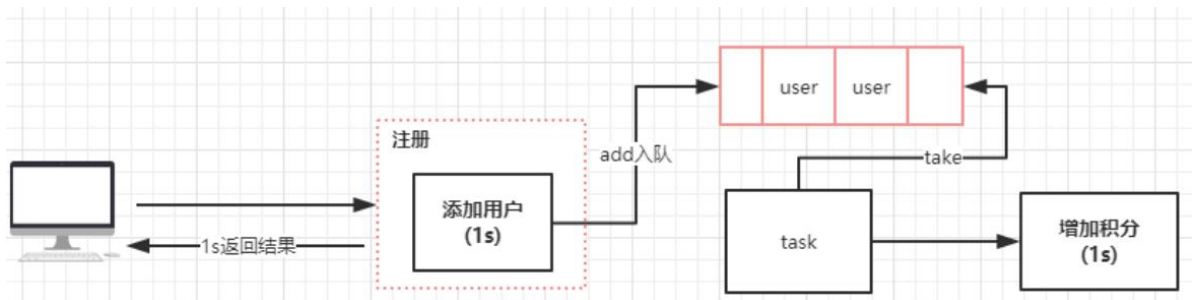 注册
添加用户
(1s)
1s返回结果
add入队
user
user
take
task
增加积分
(1s)